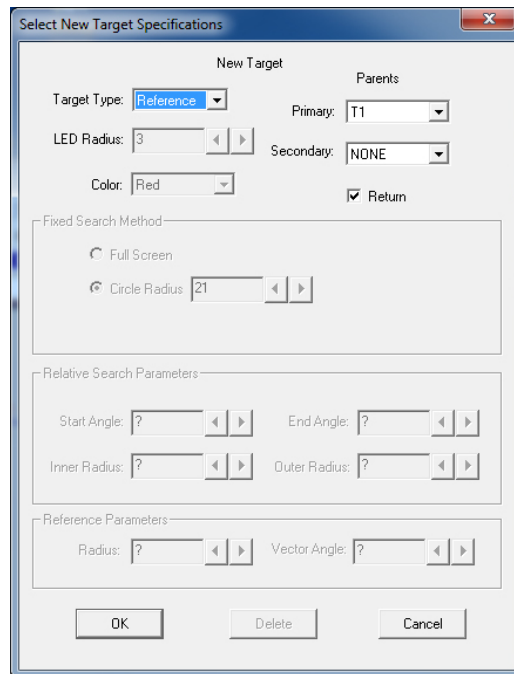 Select New Target Specifications
New Target
Parents
Target Type: Reference
Primary: T1
LED Radius: 3
Secondary: NONE
Color: Red
Return
Fixed Search Method
Full Screen
Circle Radius 21
Relative Search Parameters
Start Angle: ? End Angle: ?
Inner Radius: ? Outer Radius: ?
Reference Parameters
Radius: ? Vector Angle: ?
OK Delete Cancel